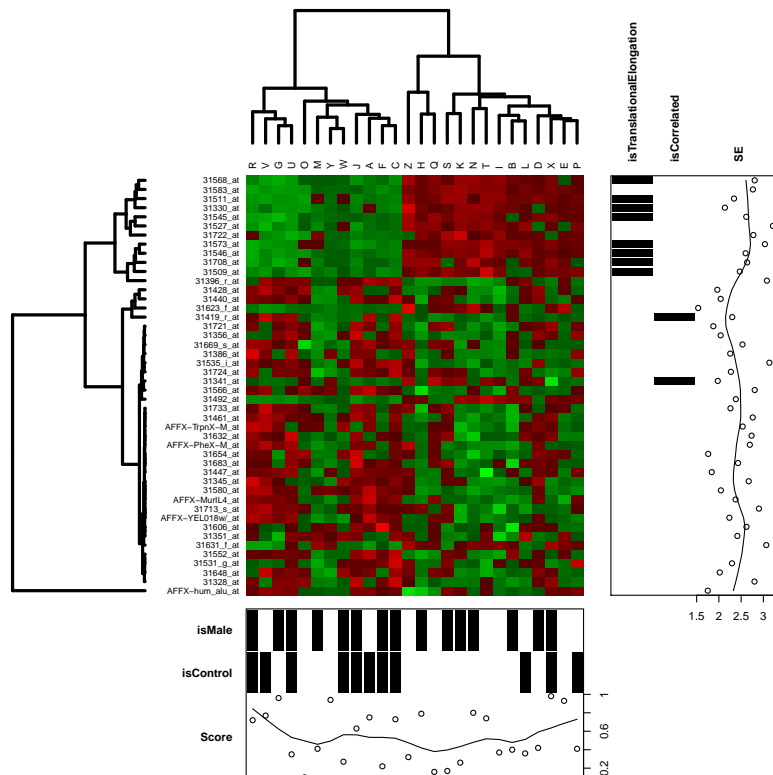 isTranslationalElongation
isCorrelated
SE
R V G U O M Y W J A F C Z H Q S K N T I B L D X E P
31568_at
31583_at
31511_at
31330_at
31545_at
31527_at
31722_at
31573_at
31546_at
31708_at
31509_at
31396_r_at
31428_at
31440_at
31623_f_at
31419_r_at
31721_at
31356_at
31669_s_at
31386_at
31535_i_at
31724_at
31341_at
31566_at
31492_at
31733_at
31461_at
AFFX−TrpnX−M_at
31632_at
AFFX−PheX−M_at
31654_at
31683_at
31447_at
31345_at
31580_at
AFFX−MurIL4_at
31713_s_at
AFFX−YEL018w/_at
31606_at
31351_at
31631_f_at
31552_at
31531_g_at
31648_at
31328_at
AFFX−hum_alu_at
1.5 2 2.5 3
isMale
isControl
Score
1
0.6
0.2